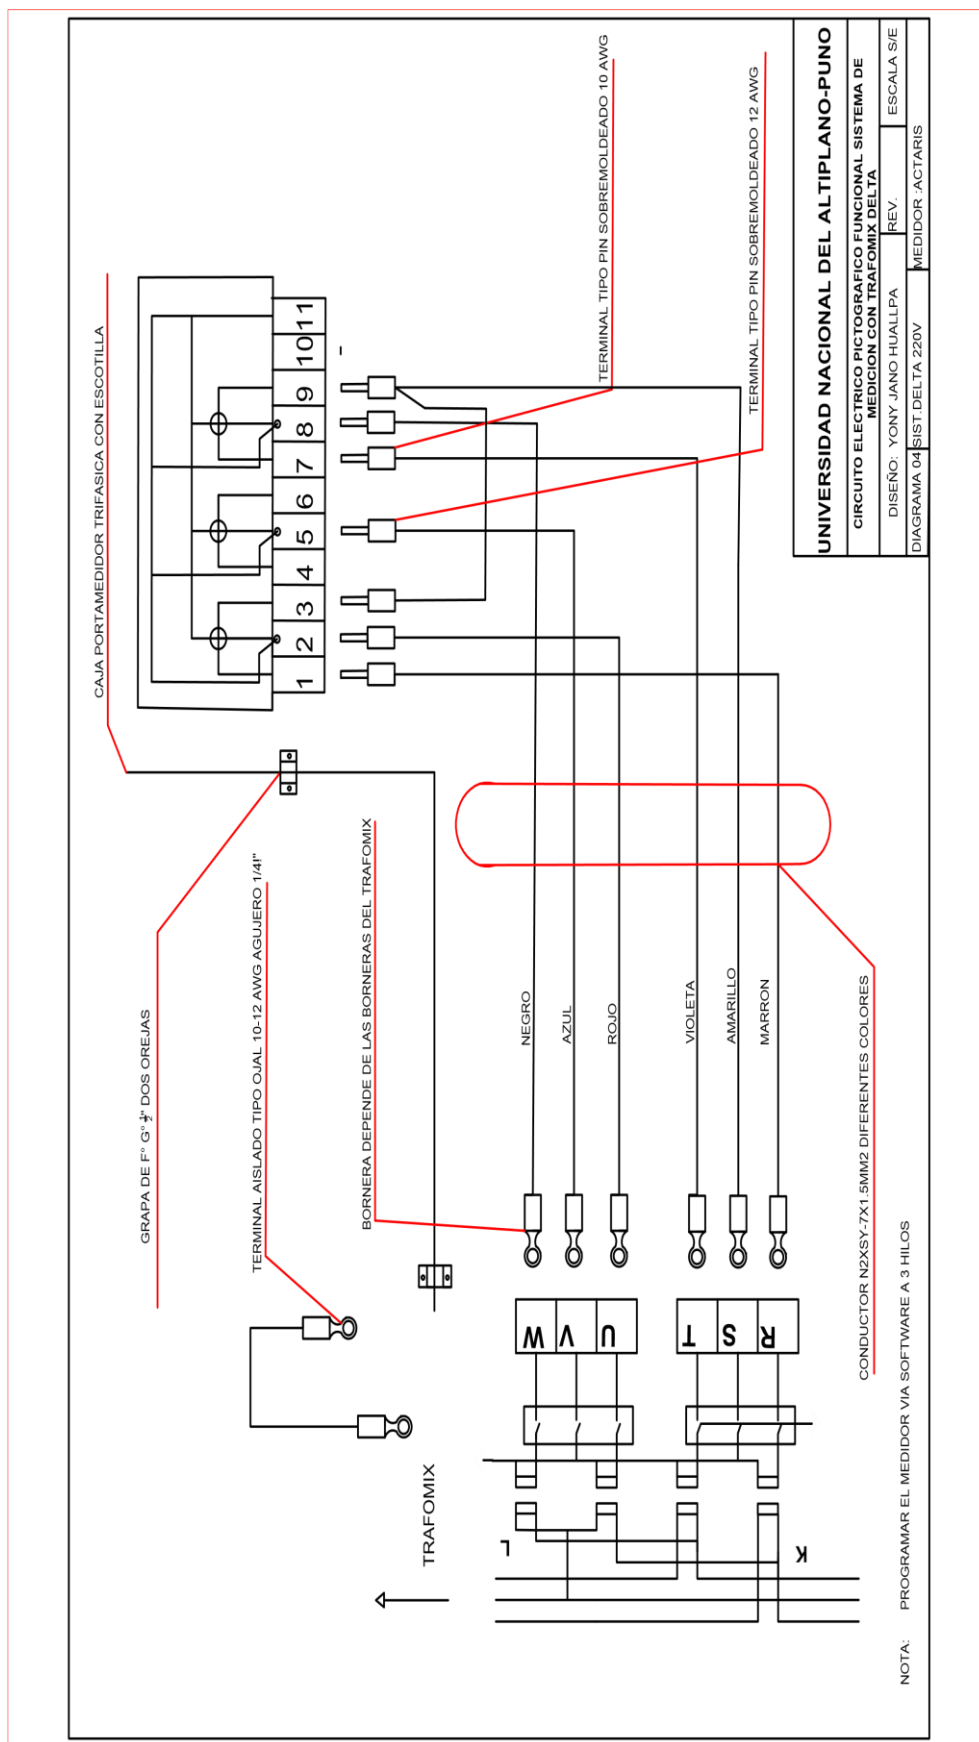 CAJA PORTAMEDIDOR TRIFASICA CON ESCOTILLA
1 2 3 4 5 6 7 8 9 10 11
GRAPA DE F° G° ½" DOS OREJAS
TERMINAL AISLADO TIPO OJAL 10-12 AWG AGUJERO 1/4!"
BORNERA DEPENDE DE LAS BORNERAS DEL TRAFOMIX
TERMINAL TIPO PIN SOBREMOLDEADO 10 AWG
TERMINAL TIPO PIN SOBREMOLDEADO 12 AWG
NEGRO
AZUL
ROJO
VIOLETA
AMARILLO
MARRON
W
V
U
T
S
R
TRAFOMIX
L
K
CONDUCTOR N2XSY-7X1.5MM2 DIFERENTES COLORES
NOTA: PROGRAMAR EL MEDIDOR VIA SOFTWARE A 3 HILOS
UNIVERSIDAD NACIONAL DEL ALTIPLANO-PUNO
CIRCUITO ELECTRICO PICTOGRAFICO FUNCIONAL SISTEMA DE
MEDICION CON TRAFOMIX DELTA
DISEÑO: YONY JANO HUALLPA REV. ESCALA S/E
DIAGRAMA 04 SIST.DELTA 220V MEDIDOR :ACTARIS